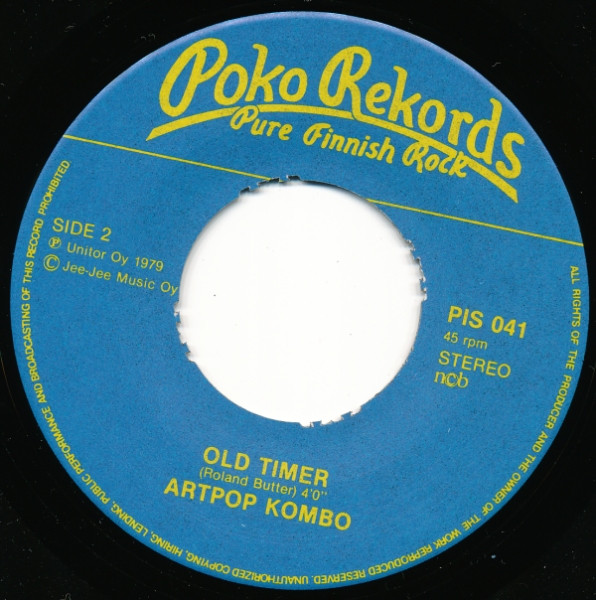 Poko Rekords
Pure Finnish Rock
SIDE 2
℗ Unitor Oy 1979
© Jee-Jee Music Oy
PIS 041
45 rpm
STEREO
ncb
OLD TIMER
(Roland Butter) 4'0"
ARTPOP KOMBO
ALL RIGHTS OF THE PRODUCER AND THE OWNER OF THE WORK REPRODUCED RESERVED. UNAUTHORIZED COPYING, HIRING, LENDING, PUBLIC PERFORMANCE AND BROADCASTING OF THIS RECORD PROHIBITED